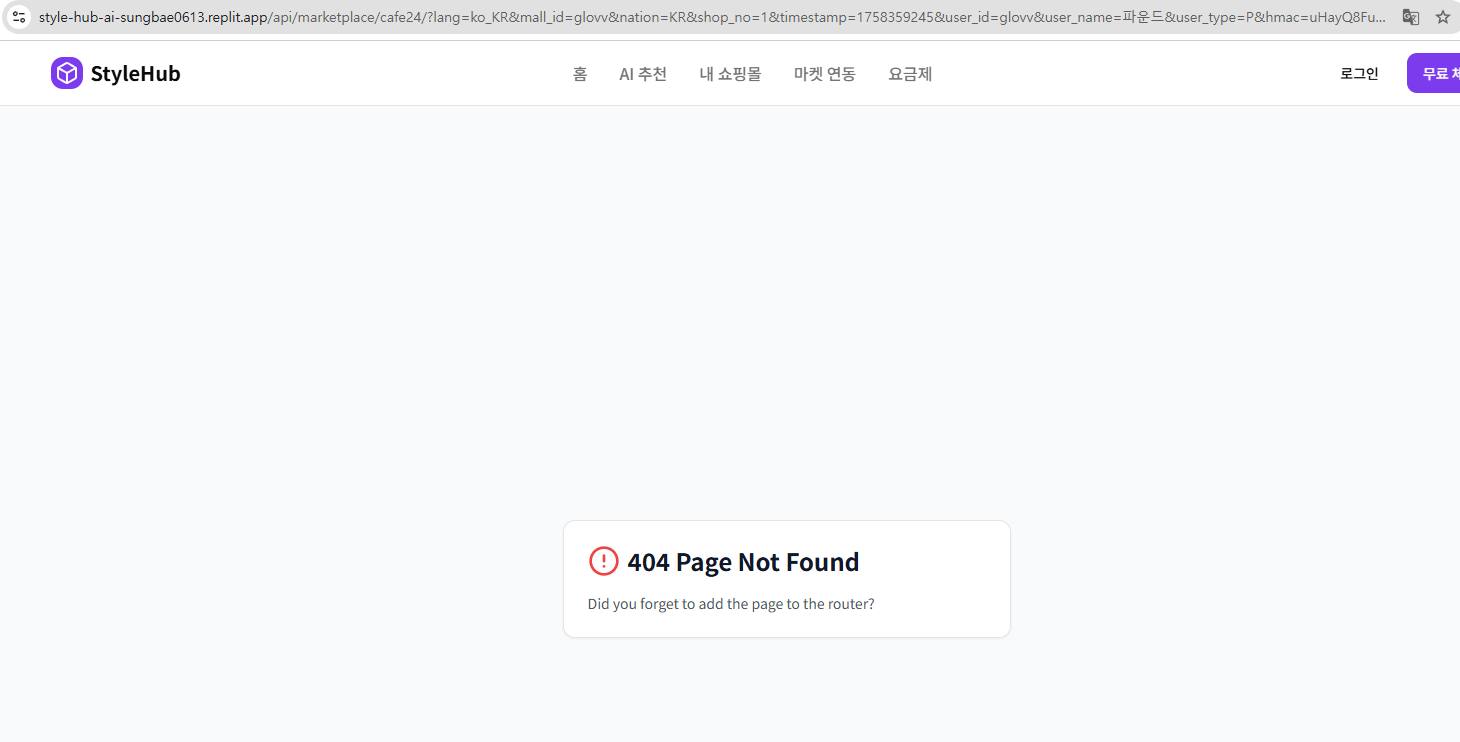 style-hub-ai-sungbae0613.replit.app/api/marketplace/cafe24/?lang=ko_KR&mall_id=glovv&nation=KR&shop_no=1&timestamp=1758359245&user_id=glovv&user_name=파운드&user_type=P&hmac=uHayQ8Fu...
StyleHub 홈 AI 추천 내 쇼핑몰 마켓 연동 요금제 로그인 무료
404 Page Not Found
Did you forget to add the page to the router?